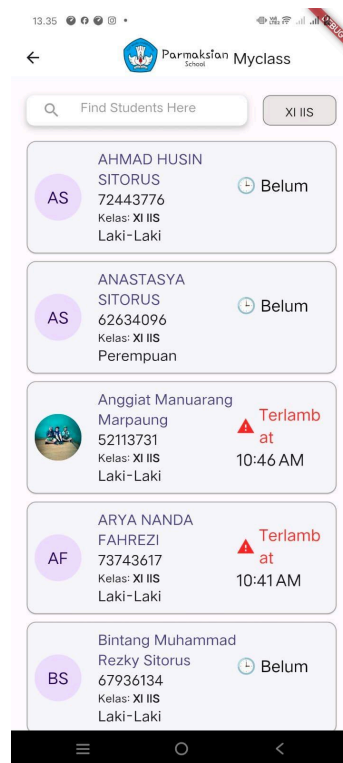 13.35
BUG
Parmaksian
School
Myclass
Find Students Here
XI IIS
AHMAD HUSIN
SITORUS
AS
72443776
Belum
Kelas: XI IIS
Laki-Laki
ANASTASYA
SITORUS
AS
62634096
Belum
Kelas: XI IIS
Perempuan
Anggiat Manuarang
Marpaung
52113731
Kelas: XI IIS
Laki-Laki
Terlamb
at
10:46 AM
ARYA NANDA
FAHREZI
AF
73743617
Kelas: XI IIS
Laki-Laki
Terlamb
at
10:41 AM
Bintang Muhammad
Rezky Sitorus
BS
67936134
Belum
Kelas: XI IIS
Laki-Laki